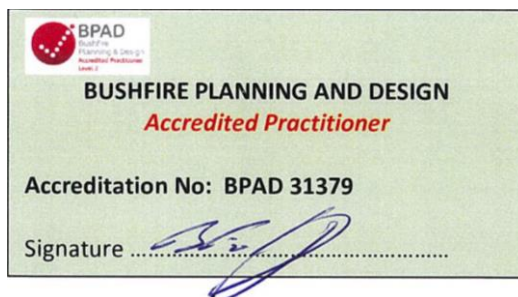 BPAD
Bushfire
Planning & Design
Accredited Practitioner
Level 2
BUSHFIRE PLANNING AND DESIGN
Accredited Practitioner
Accreditation No: BPAD 31379
Signature ....................................................